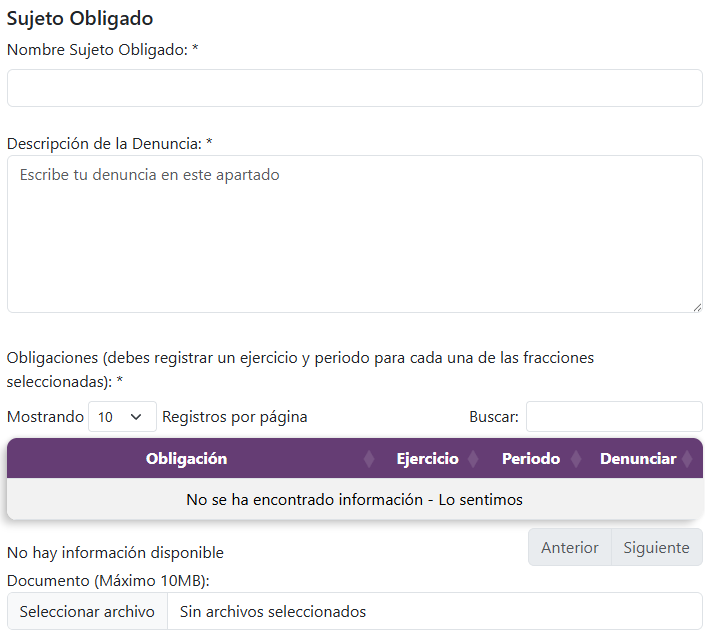 Sujeto Obligado
Nombre Sujeto Obligado: *
Descripción de la Denuncia: *
Escribe tu denuncia en este apartado
Obligaciones (debes registrar un ejercicio y periodo para cada una de las fracciones
seleccionadas): *
Mostrando 10 Registros por página Buscar:
Obligación Ejercicio Periodo Denunciar
No se ha encontrado información - Lo sentimos
No hay información disponible Anterior Siguiente
Documento (Máximo 10MB):
Seleccionar archivo Sin archivos seleccionados